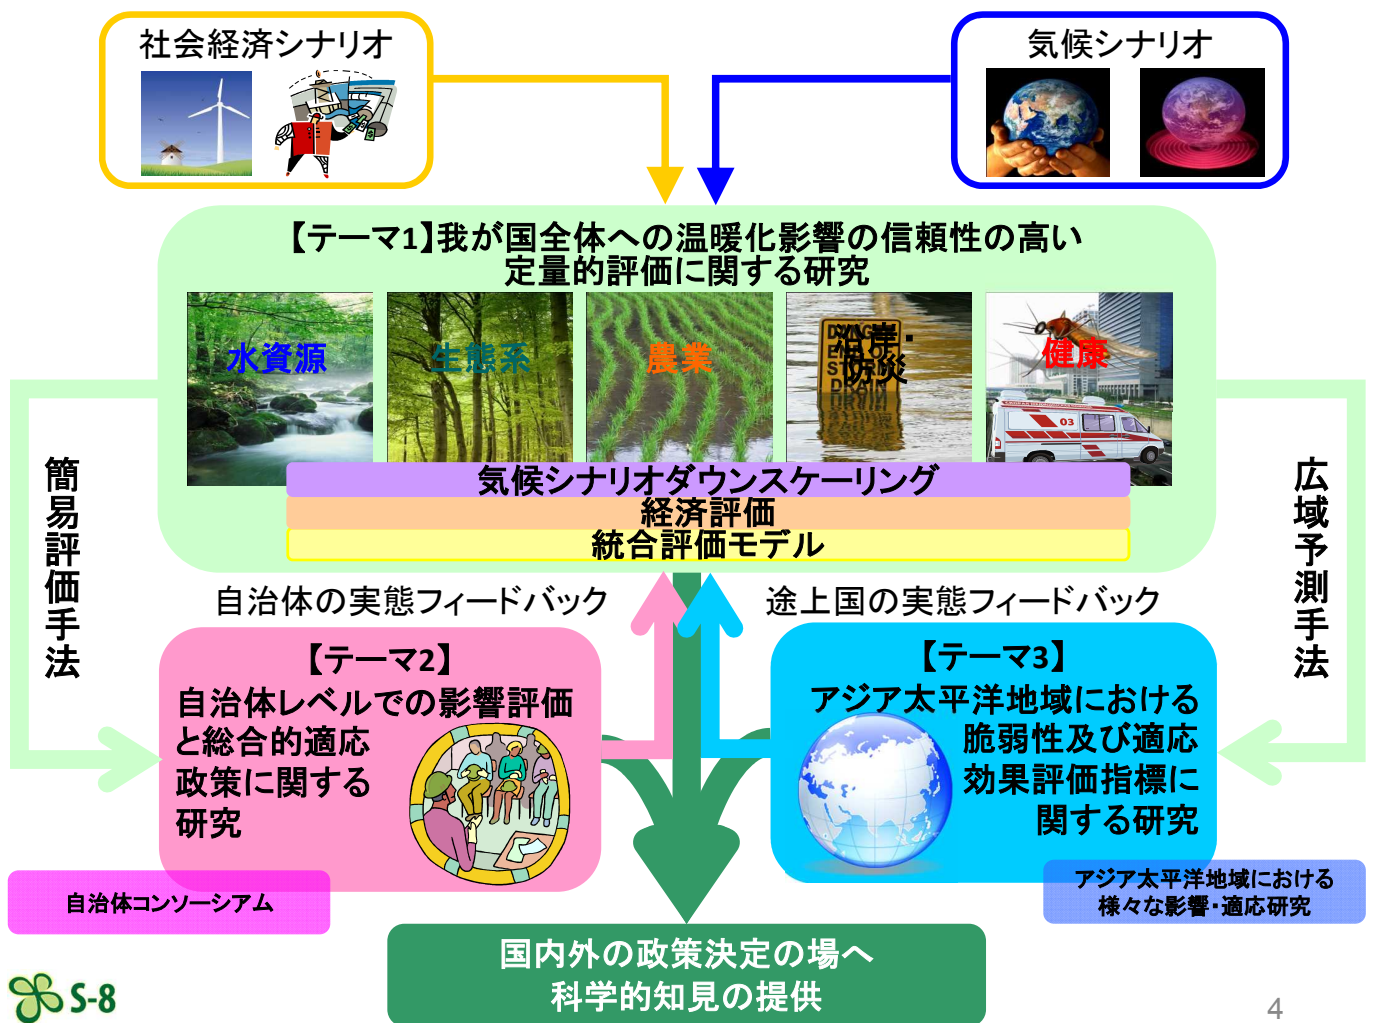 社会経済シナリオ
気候シナリオ
【テーマ1】我が国全体への温暖化影響の信頼性の高い
定量的評価に関する研究
水資源
生態系
農業
沿岸・
防災
健康
03
気候シナリオダウンスケーリング
経済評価
統合評価モデル
簡易評価手法
広域予測手法
自治体の実態フィードバック
途上国の実態フィードバック
【テーマ2】
自治体レベルでの影響評価
と総合的適応
政策に関する
研究
【テーマ3】
アジア太平洋地域における
脆弱性及び適応
効果評価指標に
関する研究
自治体コンソーシアム
アジア太平洋地域における
様々な影響・適応研究
国内外の政策決定の場へ
科学的知見の提供
S-8
4